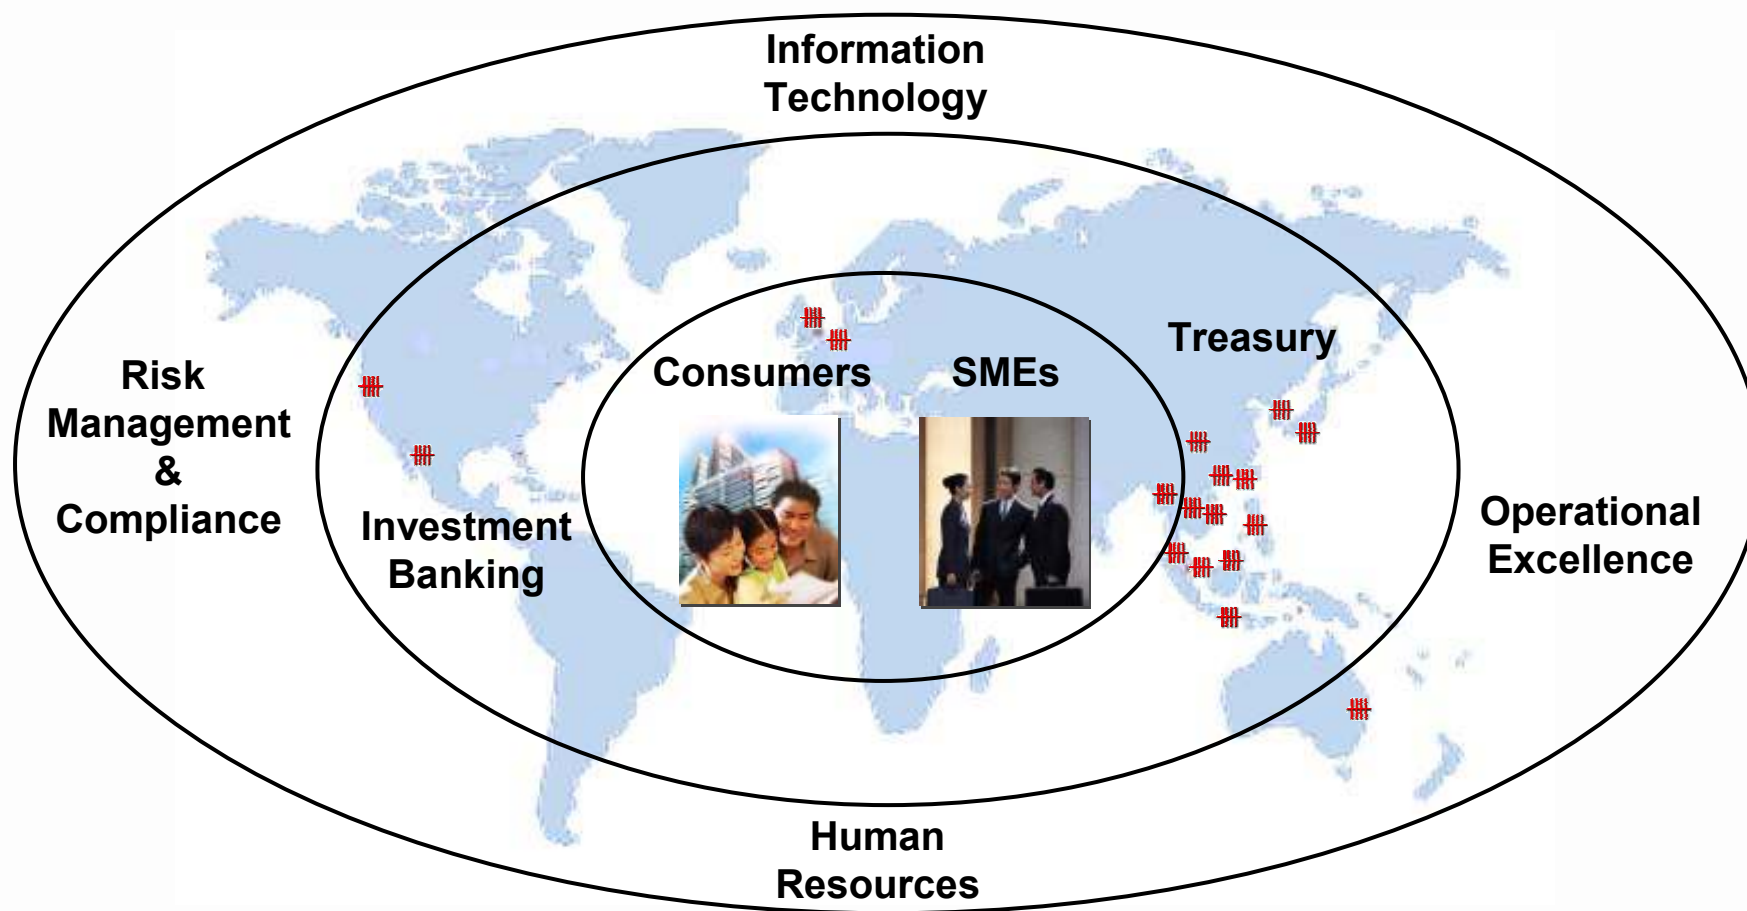 Information
Technology
Treasury
Consumers
SMEs
Risk
Management
&
Compliance
Investment
Banking
Operational
Excellence
Human
Resources